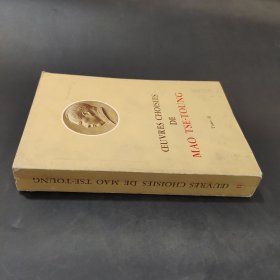 ŒUVRES CHOISIES
DE
MAO TSE-TOUNG
Tome II
II ŒUVRES CHOISIES DE MAO TSE-TOUNG